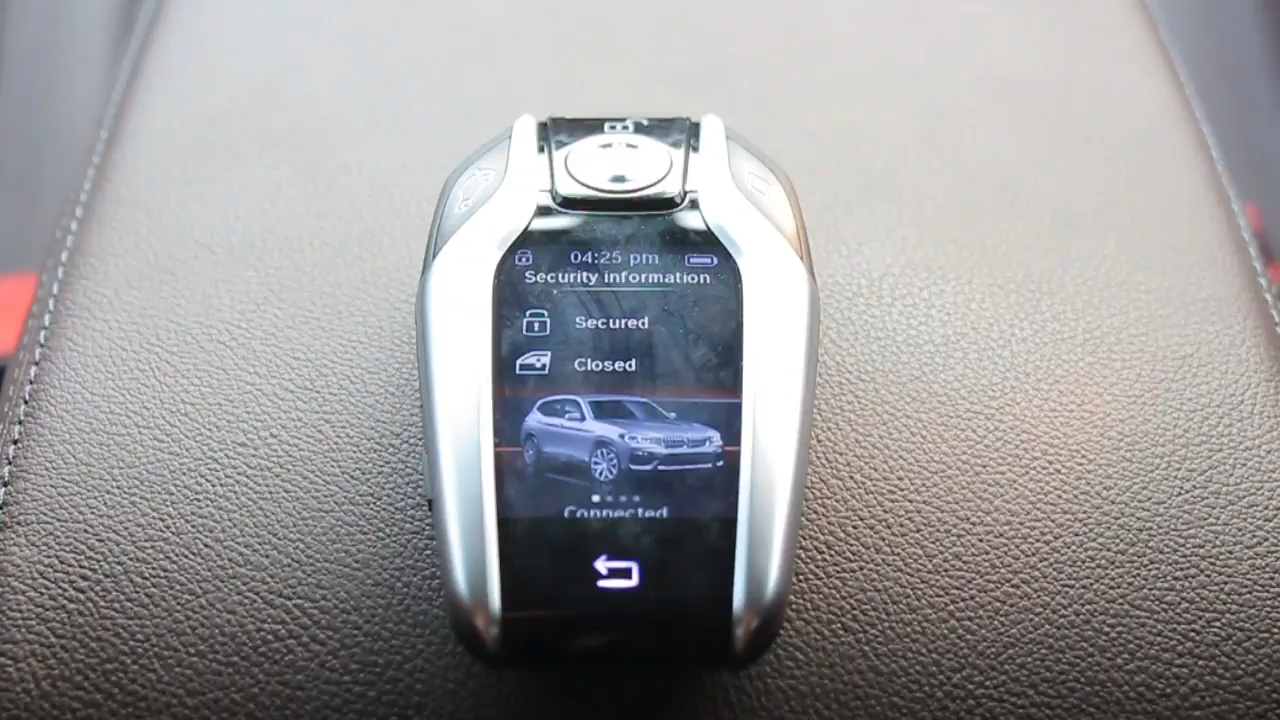 04:25 pm
Security information
Secured
Closed
Connected